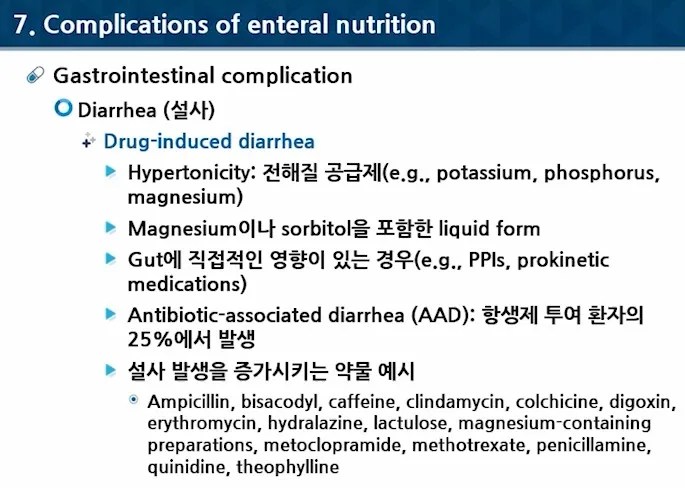 7. Complications of enteral nutrition
Gastrointestinal complication
Diarrhea (설사)
Drug-induced diarrhea
Hypertonicity: 전해질 공급제(e.g., potassium, phosphorus,
magnesium)
Magnesium이나 sorbitol을 포함한 liquid form
Gut에 직접적인 영향이 있는 경우(e.g., PPIs, prokinetic
medications)
Antibiotic-associated diarrhea (AAD): 항생제 투여 환자의
25%에서 발생
설사 발생을 증가시키는 약물 예시
Ampicillin, bisacodyl, caffeine, clindamycin, colchicine, digoxin,
erythromycin, hydralazine, lactulose, magnesium-containing
preparations, metoclopramide, methotrexate, penicillamine,
quinidine, theophylline